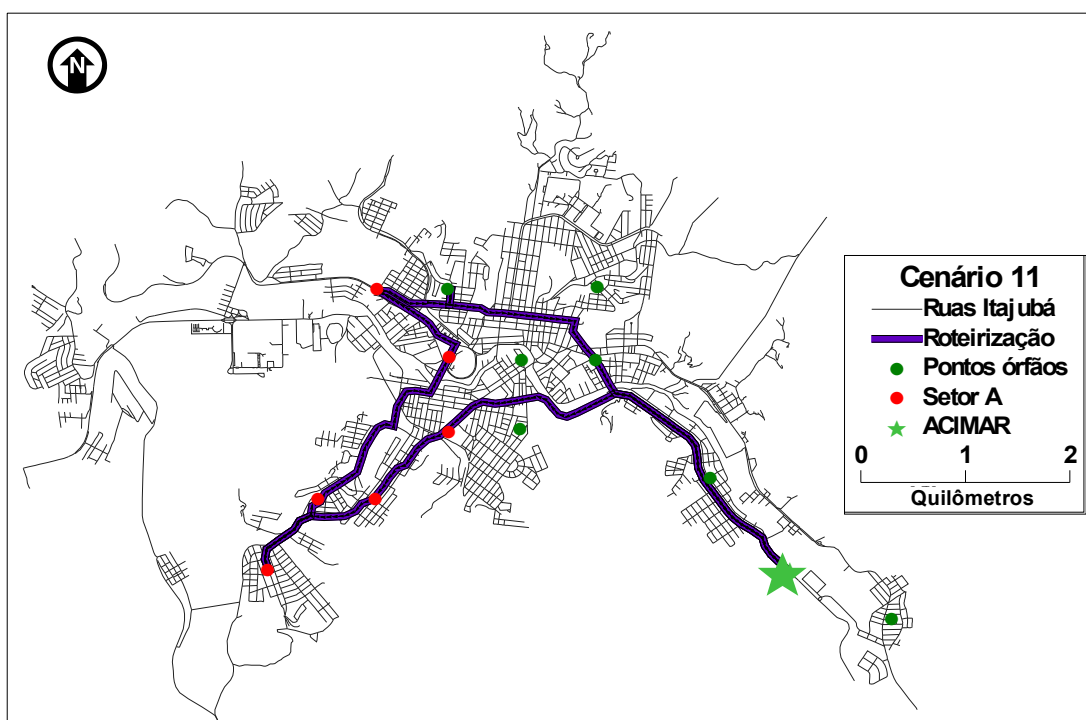 N
Cenário 11
Ruas Itajubá
Roteirização
Pontos órfãos
Setor A
ACIMAR
0 1 2
Quilômetros